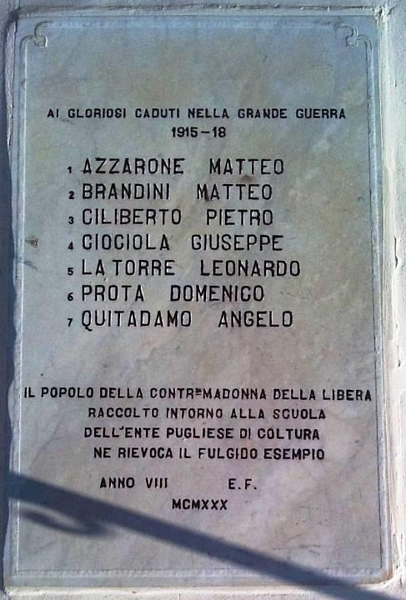 AI GLORIOSI CADUTI NELLA GRANDE GUERRA
1915-18
1 AZZARONE MATTEO
2 BRANDINI MATTEO
3 CILIBERTO PIETRO
4 CIOCIOLA GIUSEPPE
5 LA TORRE LEONARDO
6 PROTA DOMENICO
7 QUITADAMO ANGELO
IL POPOLO DELLA CONTR.ᴰᴬ MADONNA DELLA LIBERA
RACCOLTO INTORNO ALLA SCUOLA
DELL'ENTE PUGLIESE DI COLTURA
NE RIEVOCA IL FULGIDO ESEMPIO
ANNO VIII E.F.
MCMXXX